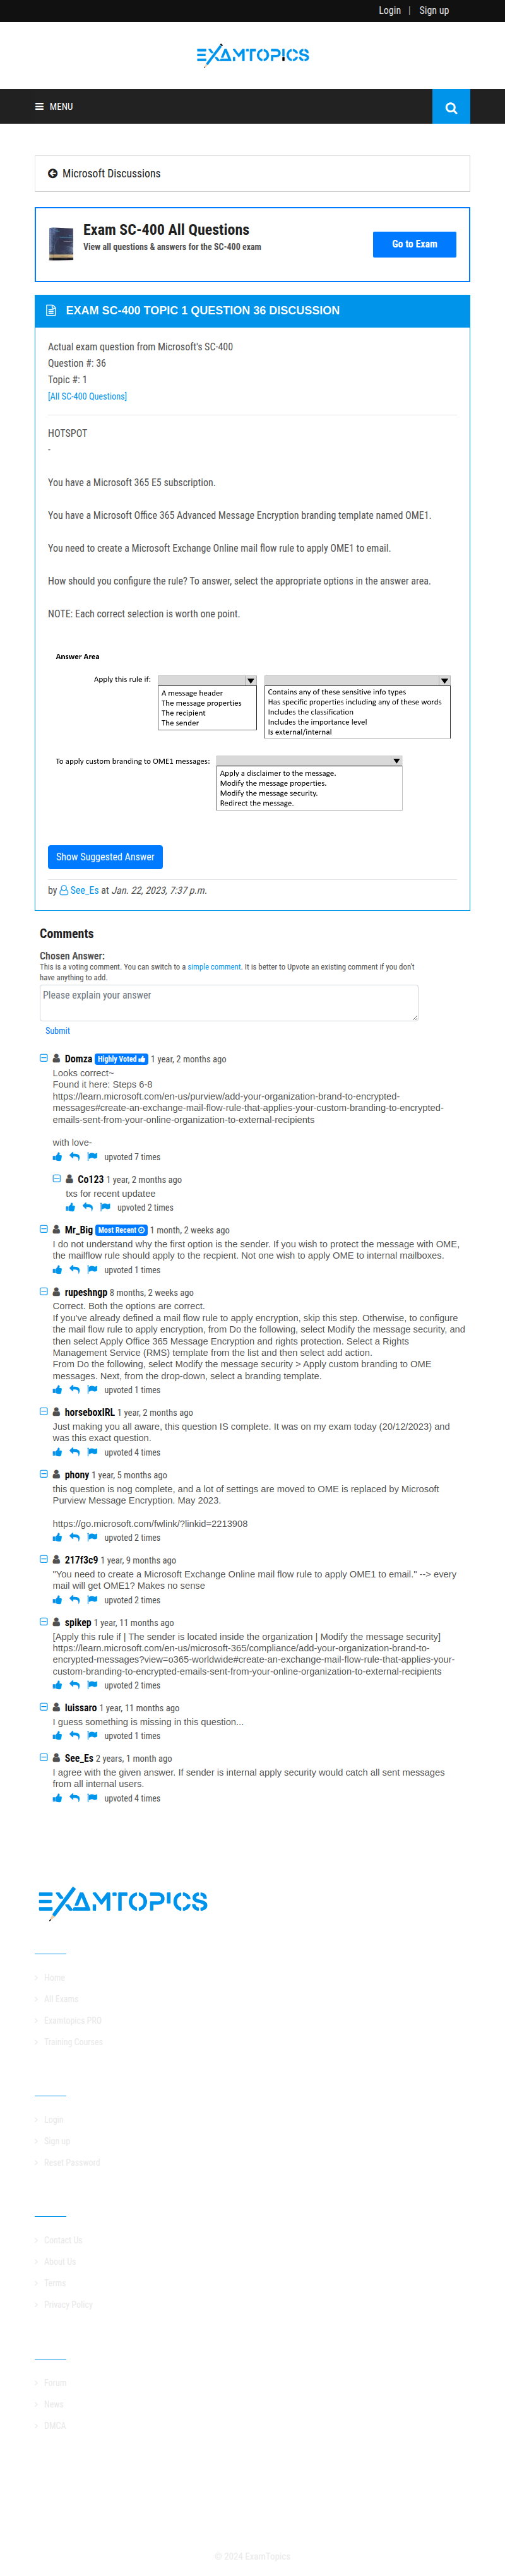 Login | Sign up
EXAMTOPICS
MENU
Microsoft Discussions
Exam SC-400 All Questions
View all questions & answers for the SC-400 exam
Go to Exam
EXAM SC-400 TOPIC 1 QUESTION 36 DISCUSSION
Actual exam question from Microsoft's SC-400
Question #: 36
Topic #: 1
[All SC-400 Questions]
HOTSPOT
-
You have a Microsoft 365 E5 subscription.
You have a Microsoft Office 365 Advanced Message Encryption branding template named OME1.
You need to create a Microsoft Exchange Online mail flow rule to apply OME1 to email.
How should you configure the rule? To answer, select the appropriate options in the answer area.
NOTE: Each correct selection is worth one point.
Answer Area
Apply this rule if:
A message header
The message properties
The recipient
The sender
Contains any of these sensitive info types
Has specific properties including any of these words
Includes the classification
Includes the importance level
Is external/internal
To apply custom branding to OME1 messages:
Apply a disclaimer to the message.
Modify the message properties.
Modify the message security.
Redirect the message.
Show Suggested Answer
by See_Es at Jan. 22, 2023, 7:37 p.m.
Comments
Chosen Answer:
This is a voting comment. You can switch to a simple comment. It is better to Upvote an existing comment if you don't
have anything to add.
Please explain your answer
Submit
Domza Highly Voted 1 year, 2 months ago
Looks correct~
Found it here: Steps 6-8
https://learn.microsoft.com/en-us/purview/add-your-organization-brand-to-encrypted-
messages#create-an-exchange-mail-flow-rule-that-applies-your-custom-branding-to-encrypted-
emails-sent-from-your-online-organization-to-external-recipients
with love-
upvoted 7 times
Co123 1 year, 2 months ago
txs for recent updatee
upvoted 2 times
Mr_Big Most Recent 1 month, 2 weeks ago
I do not understand why the first option is the sender. If you wish to protect the message with OME,
the mailflow rule should apply to the recpient. Not one wish to apply OME to internal mailboxes.
upvoted 1 times
rupeshngp 8 months, 2 weeks ago
Correct. Both the options are correct.
If you've already defined a mail flow rule to apply encryption, skip this step. Otherwise, to configure
the mail flow rule to apply encryption, from Do the following, select Modify the message security, and
then select Apply Office 365 Message Encryption and rights protection. Select a Rights
Management Service (RMS) template from the list and then select add action.
From Do the following, select Modify the message security > Apply custom branding to OME
messages. Next, from the drop-down, select a branding template.
upvoted 1 times
horseboxIRL 1 year, 2 months ago
Just making you all aware, this question IS complete. It was on my exam today (20/12/2023) and
was this exact question.
upvoted 4 times
phony 1 year, 5 months ago
this question is nog complete, and a lot of settings are moved to OME is replaced by Microsoft
Purview Message Encryption. May 2023.
https://go.microsoft.com/fwlink/?linkid=2213908
upvoted 2 times
217f3c9 1 year, 9 months ago
"You need to create a Microsoft Exchange Online mail flow rule to apply OME1 to email." --> every
mail will get OME1? Makes no sense
upvoted 2 times
spikep 1 year, 11 months ago
[Apply this rule if | The sender is located inside the organization | Modify the message security]
https://learn.microsoft.com/en-us/microsoft-365/compliance/add-your-organization-brand-to-
encrypted-messages?view=o365-worldwide#create-an-exchange-mail-flow-rule-that-applies-your-
custom-branding-to-encrypted-emails-sent-from-your-online-organization-to-external-recipients
upvoted 2 times
luissaro 1 year, 11 months ago
I guess something is missing in this question...
upvoted 1 times
See_Es 2 years, 1 month ago
I agree with the given answer. If sender is internal apply security would catch all sent messages
from all internal users.
upvoted 4 times
EXAMTOPICS
Home
All Exams
Examtopics PRO
Training Courses
Login
Sign up
Reset Password
Contact Us
About Us
Terms
Privacy Policy
Forum
News
DMCA
© 2024 ExamTopics